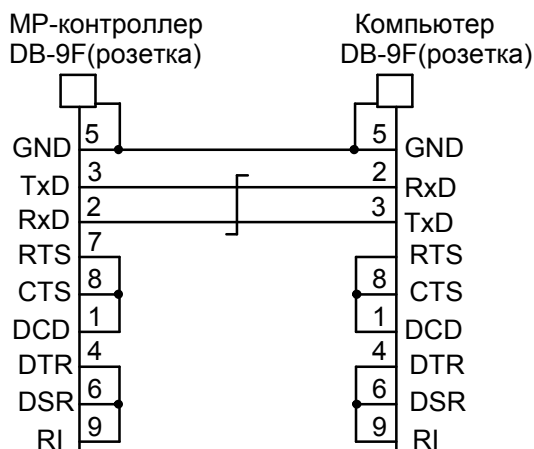 МР-контроллер Компьютер
DB-9F(розетка) DB-9F(розетка)
GND 5 5 GND
TxD 3 2 RxD
RxD 2 3 TxD
RTS 7 RTS
CTS 8 8 CTS
DCD 1 1 DCD
DTR 4 4 DTR
DSR 6 6 DSR
RI 9 9 RI